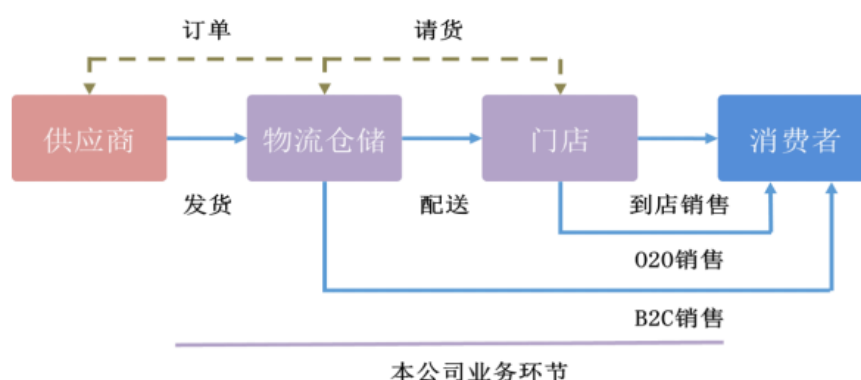 订单
请货
供应商
物流仓储
门店
消费者
发货
配送
到店销售
O2O销售
B2C销售
本公司业务环节